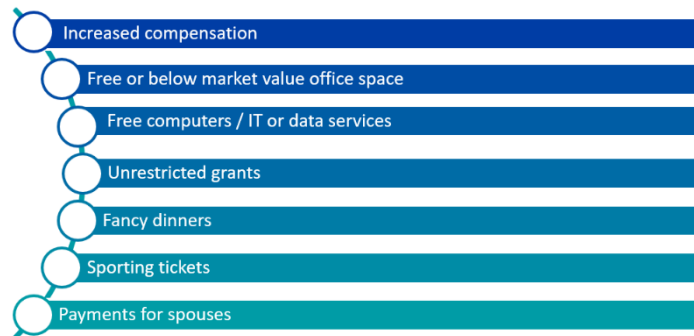 Increased compensation
Free or below market value office space
Free computers / IT or data services
Unrestricted grants
Fancy dinners
Sporting tickets
Payments for spouses